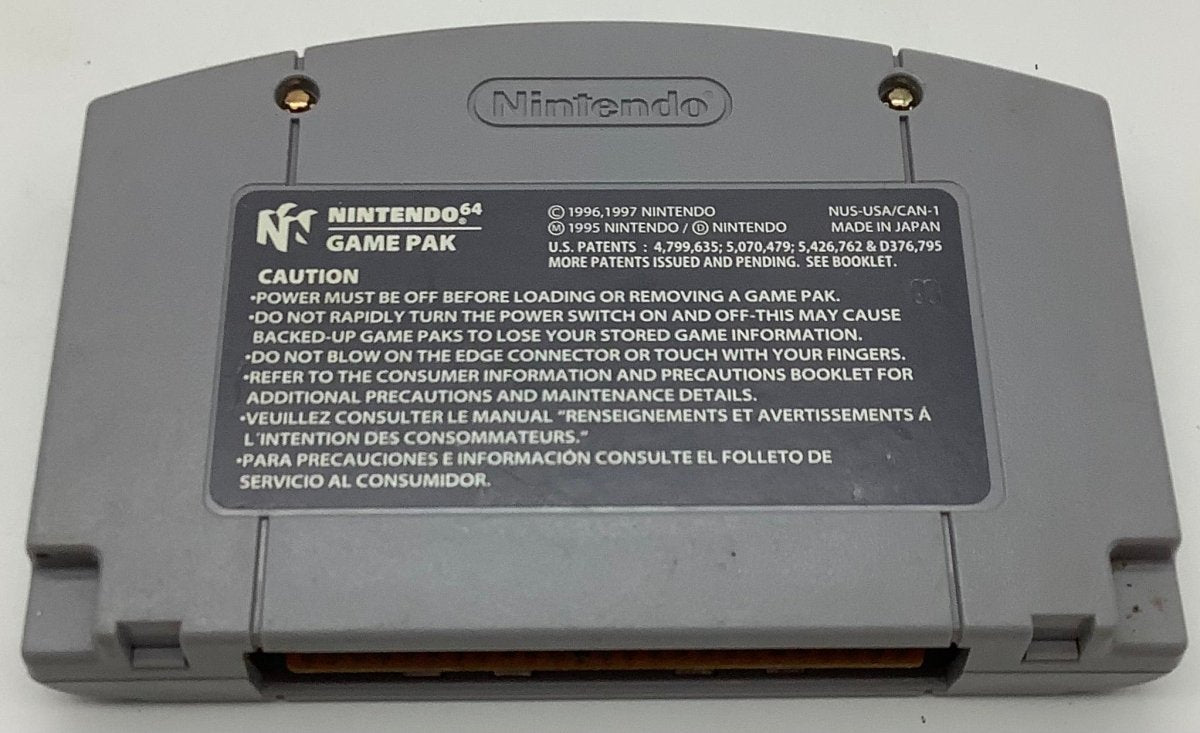 Nintendo®
NINTENDO64®
GAME PAK
© 1996,1997 NINTENDO
Ⓜ 1995 NINTENDO / Ⓓ NINTENDO
U.S. PATENTS : 4,799,635; 5,070,479; 5,426,762 & D376,795
MORE PATENTS ISSUED AND PENDING. SEE BOOKLET.
NUS-USA/CAN-1
MADE IN JAPAN
CAUTION
•POWER MUST BE OFF BEFORE LOADING OR REMOVING A GAME PAK.
•DO NOT RAPIDLY TURN THE POWER SWITCH ON AND OFF-THIS MAY CAUSE
BACKED-UP GAME PAKS TO LOSE YOUR STORED GAME INFORMATION.
•DO NOT BLOW ON THE EDGE CONNECTOR OR TOUCH WITH YOUR FINGERS.
•REFER TO THE CONSUMER INFORMATION AND PRECAUTIONS BOOKLET FOR
ADDITIONAL PRECAUTIONS AND MAINTENANCE DETAILS.
•VEUILLEZ CONSULTER LE MANUAL "RENSEIGNEMENTS ET AVERTISSEMENTS Á
L'INTENTION DES CONSOMMATEURS."
•PARA PRECAUCIONES E INFORMACIÓN CONSULTE EL FOLLETO DE
SERVICIO AL CONSUMIDOR.